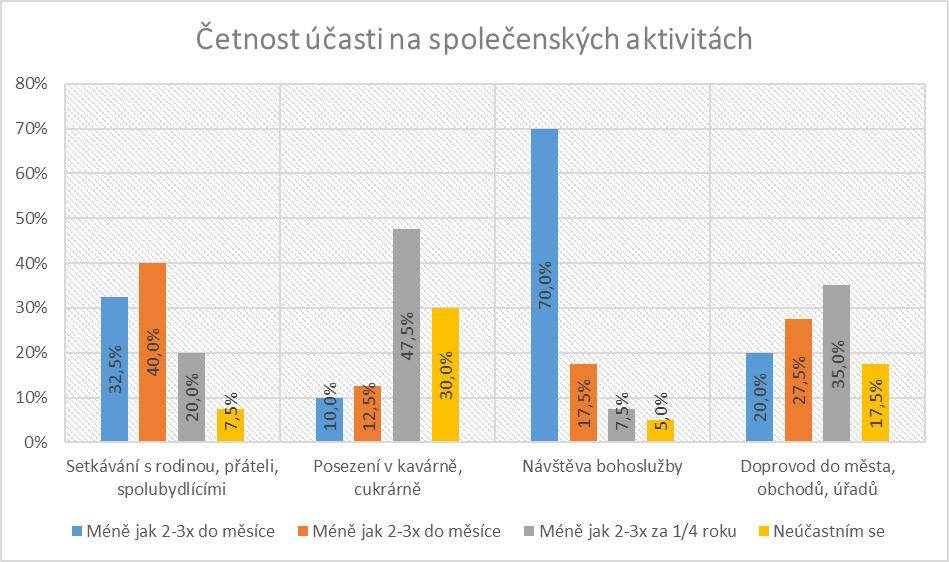 Četnost účasti na společenských aktivitách
80%
70%
60%
50%
40%
30%
20%
10%
0%
32,5%
40,0%
20,0%
7,5%
10,0%
12,5%
47,5%
30,0%
70,0%
17,5%
7,5%
5,0%
20,0%
27,5%
35,0%
17,5%
Setkávání s rodinou, přáteli,
spolubydlícími
Posezení v kavárně,
cukrárně
Návštěva bohoslužby
Doprovod do města,
obchodů, úřadů
Méně jak 2-3x do měsíce
Méně jak 2-3x do měsíce
Méně jak 2-3x za 1/4 roku
Neúčastním se